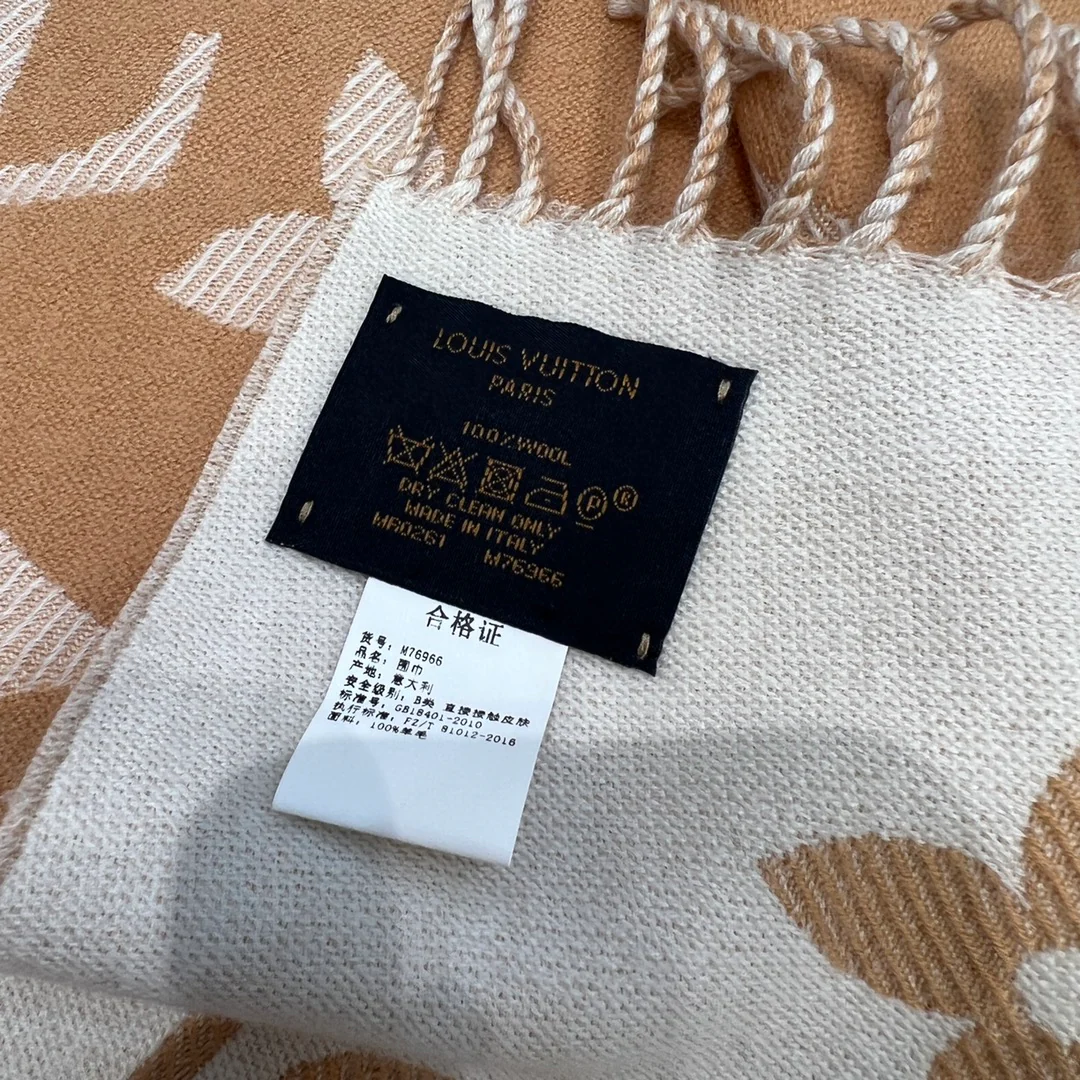 LOUIS VUITTON
PARIS
100% WOOL
P R
DRY CLEAN ONLY
MADE IN ITALY
MR0261 M76966
合格证
货号: M76966
品名: 围巾
产地: 意大利
安全级别: B类 直接接触皮肤
标准号: GB18401-2010
执行标准: FZ/T 81012-2016
面料: 100%羊毛